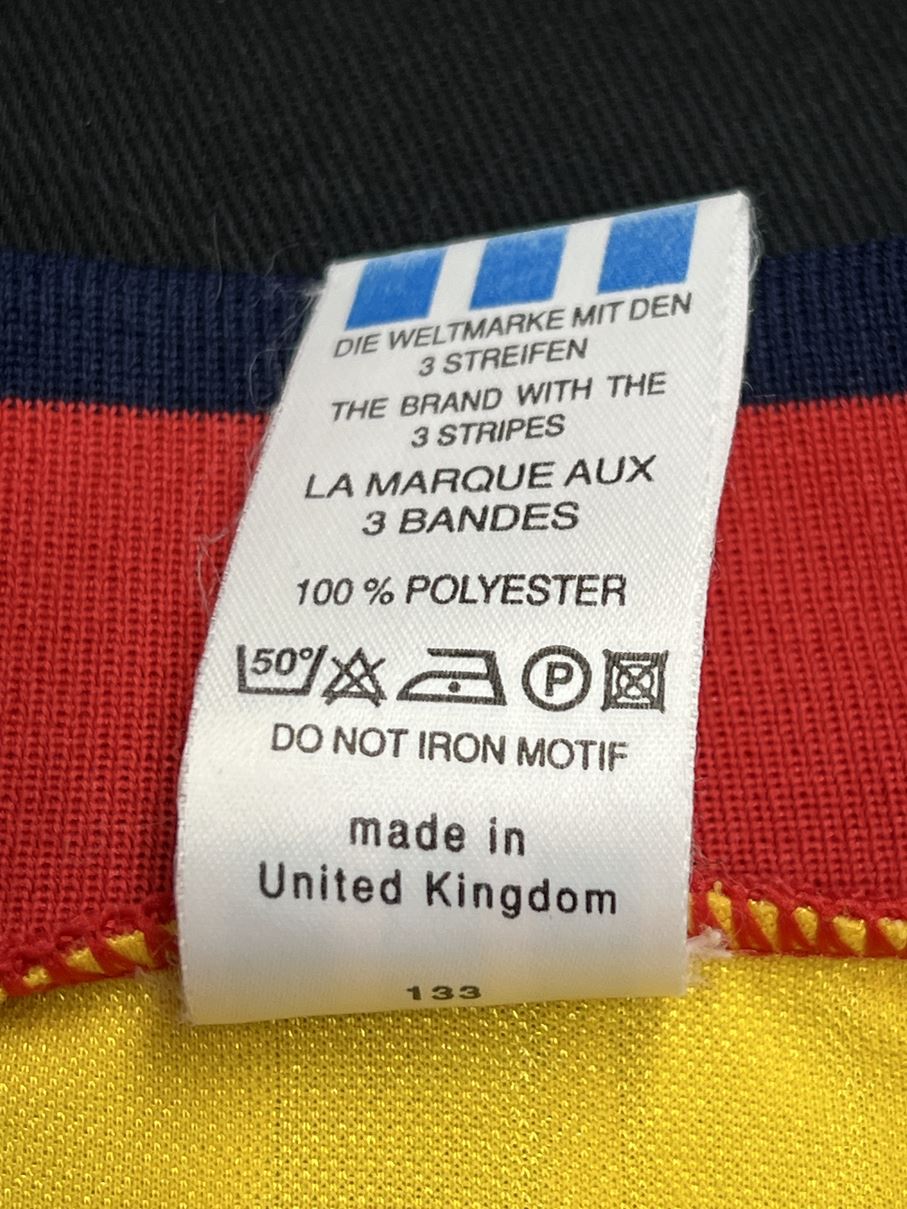 DIE WELTMARKE MIT DEN
3 STREIFEN
THE BRAND WITH THE
3 STRIPES
LA MARQUE AUX
3 BANDES
100 % POLYESTER
50° P
DO NOT IRON MOTIF
made in
United Kingdom
133